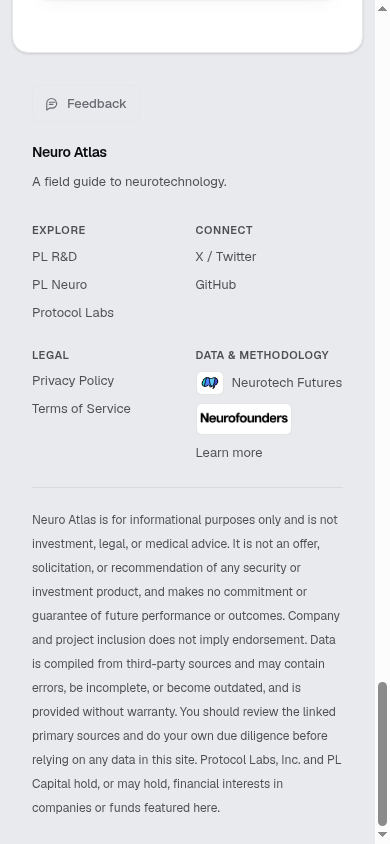 Feedback
Neuro Atlas
A field guide to neurotechnology.
EXPLORE
PL R&D
PL Neuro
Protocol Labs
CONNECT
X / Twitter
GitHub
LEGAL
Privacy Policy
Terms of Service
DATA & METHODOLOGY
Neurotech Futures
Neurofounders
Learn more
Neuro Atlas is for informational purposes only and is not
investment, legal, or medical advice. It is not an offer,
solicitation, or recommendation of any security or
investment product, and makes no commitment or
guarantee of future performance or outcomes. Company
and project inclusion does not imply endorsement. Data
is compiled from third-party sources and may contain
errors, be incomplete, or become outdated, and is
provided without warranty. You should review the linked
primary sources and do your own due diligence before
relying on any data in this site. Protocol Labs, Inc. and PL
Capital hold, or may hold, financial interests in
companies or funds featured here.